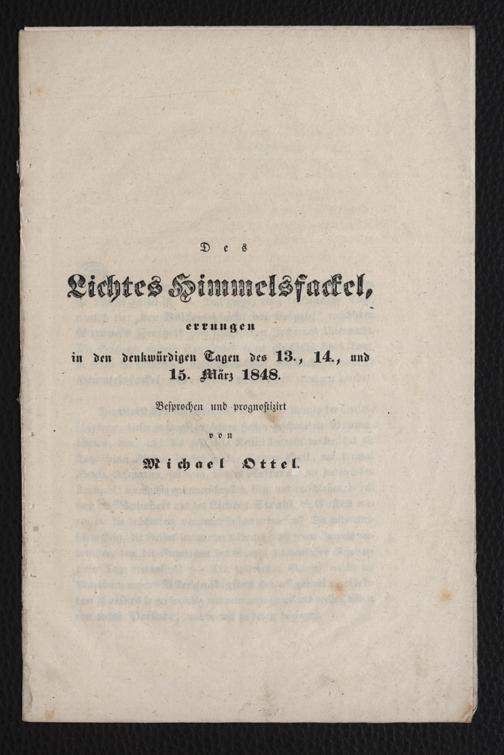 Des
Lichtes Himmelsfackel,
errungen
in den denkwürdigen Tagen des 13., 14., und
15. März 1848.
Besprochen und prognostizirt
von
Michael Ottel.